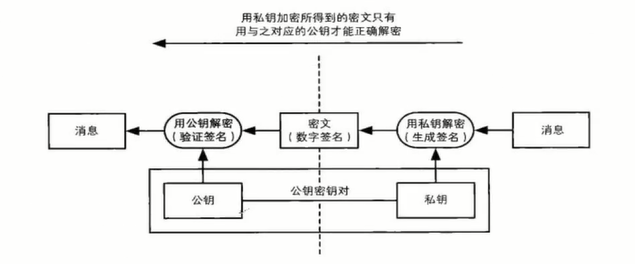 用私钥加密所得到的密文只有
用与之对应的公钥才能正确解密
消息
用公钥解密
（验证签名）
密文
（数字签名）
用私钥解密
（生成签名）
消息
公钥密钥对
公钥
私钥